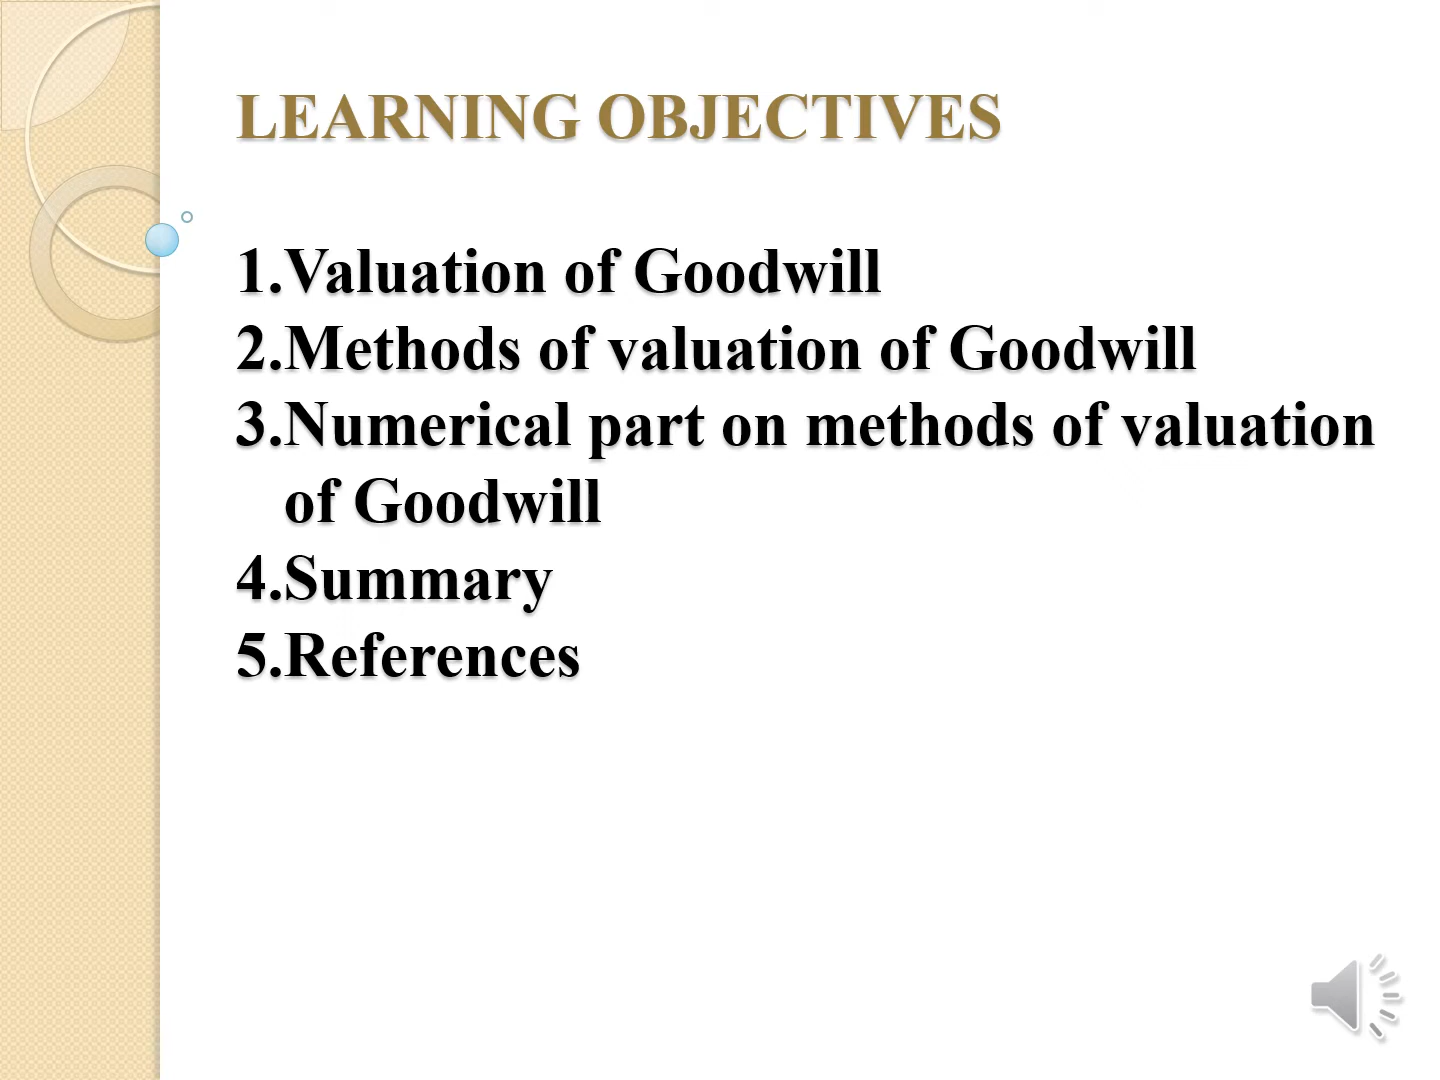 LEARNING OBJECTIVES
1.Valuation of Goodwill
2.Methods of valuation of Goodwill
3.Numerical part on methods of valuation
of Goodwill
4.Summary
5.References